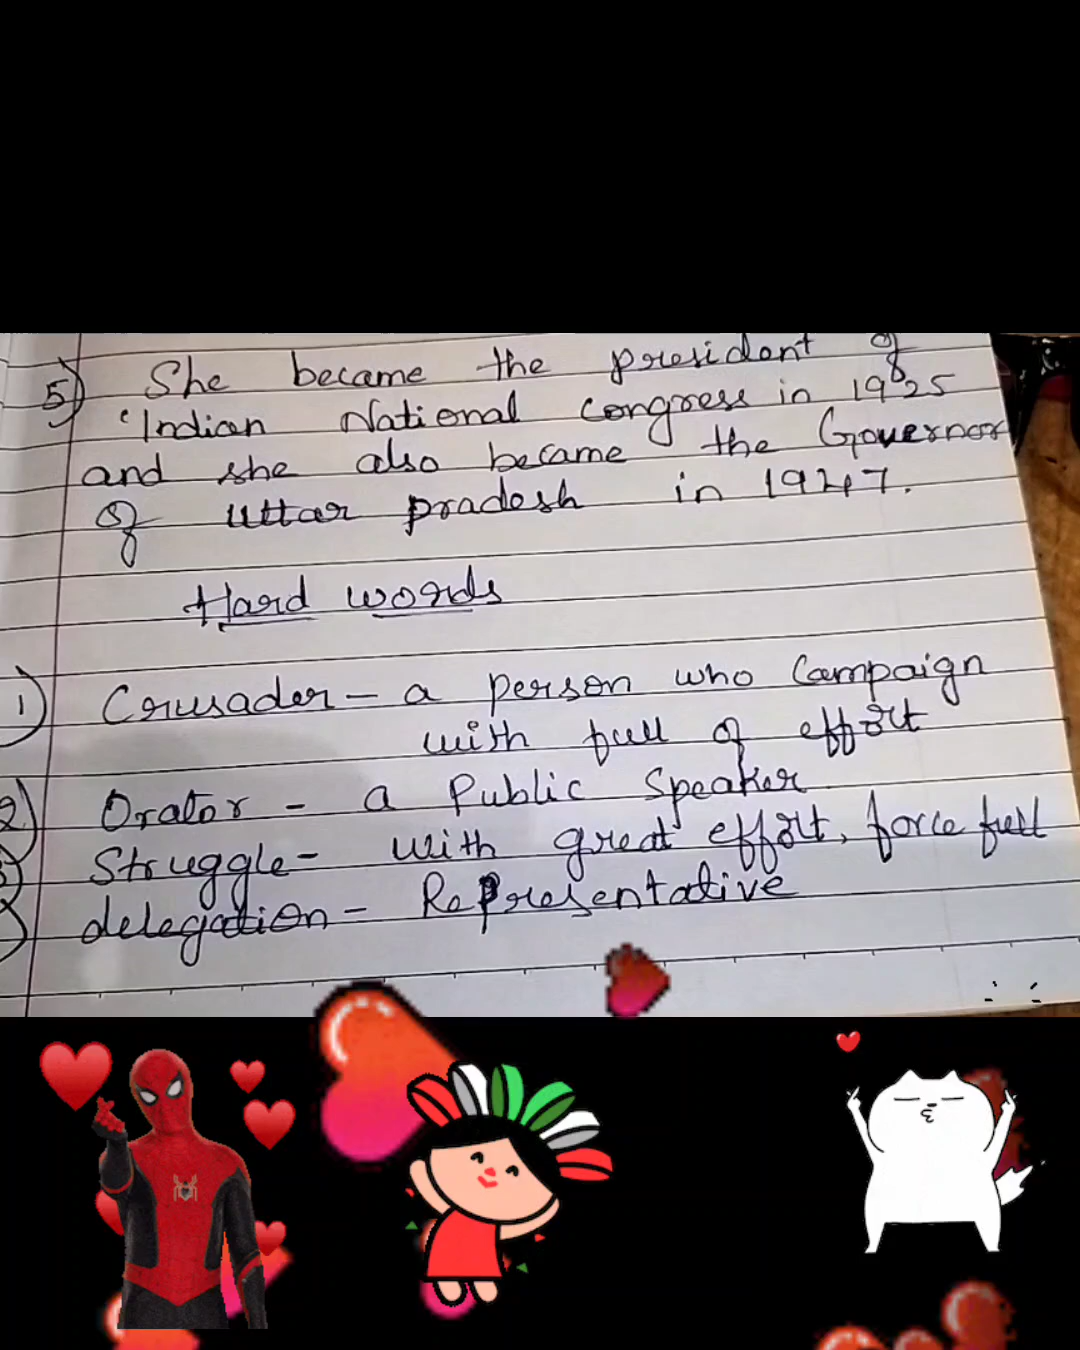 5) She became the president of
'Indian National Congress in 1925
and she also became the Governor
of Uttar pradesh in 1947.
Hard words
1) Crusader - a person who Campaign
with full of effort
2) Orator - a Public Speaker
3) Struggle - with great effort, force full
delegation - Representative